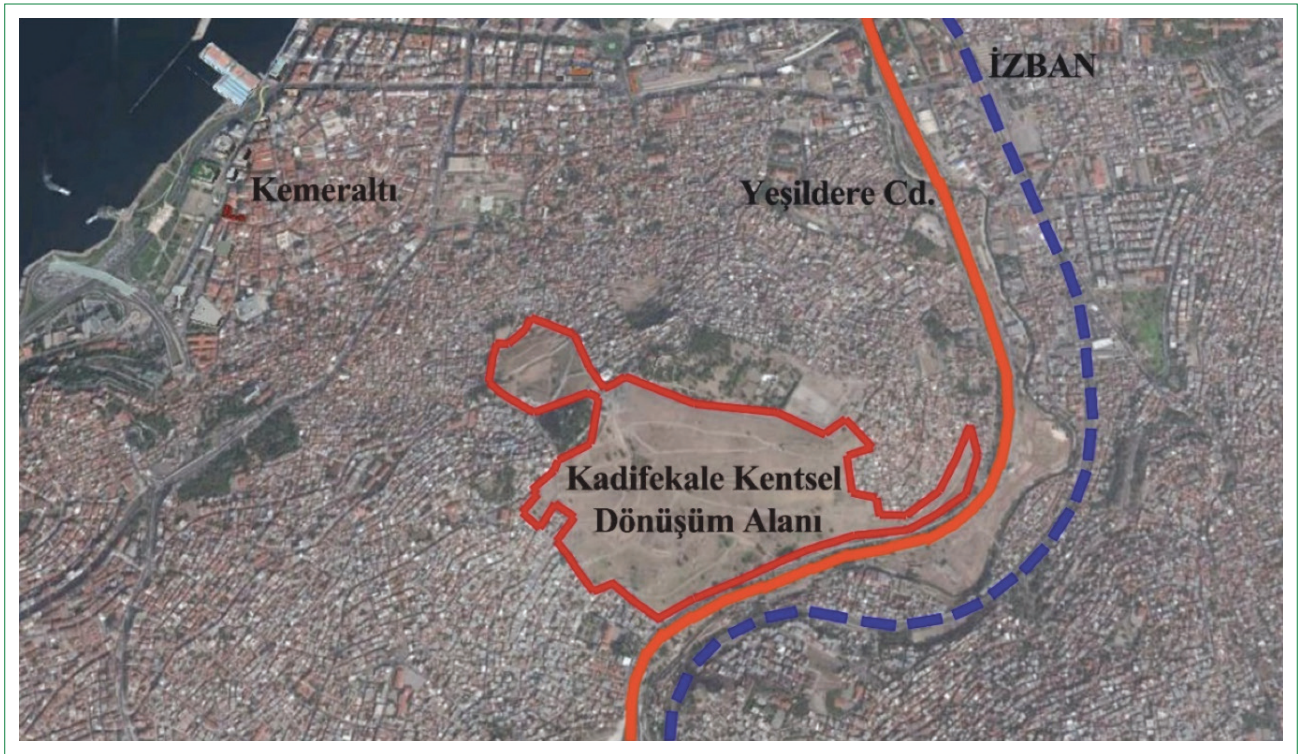 İZBAN
Kemeraltı
Yeşildere Cd.
Kadifekale Kentsel
Dönüşüm Alanı